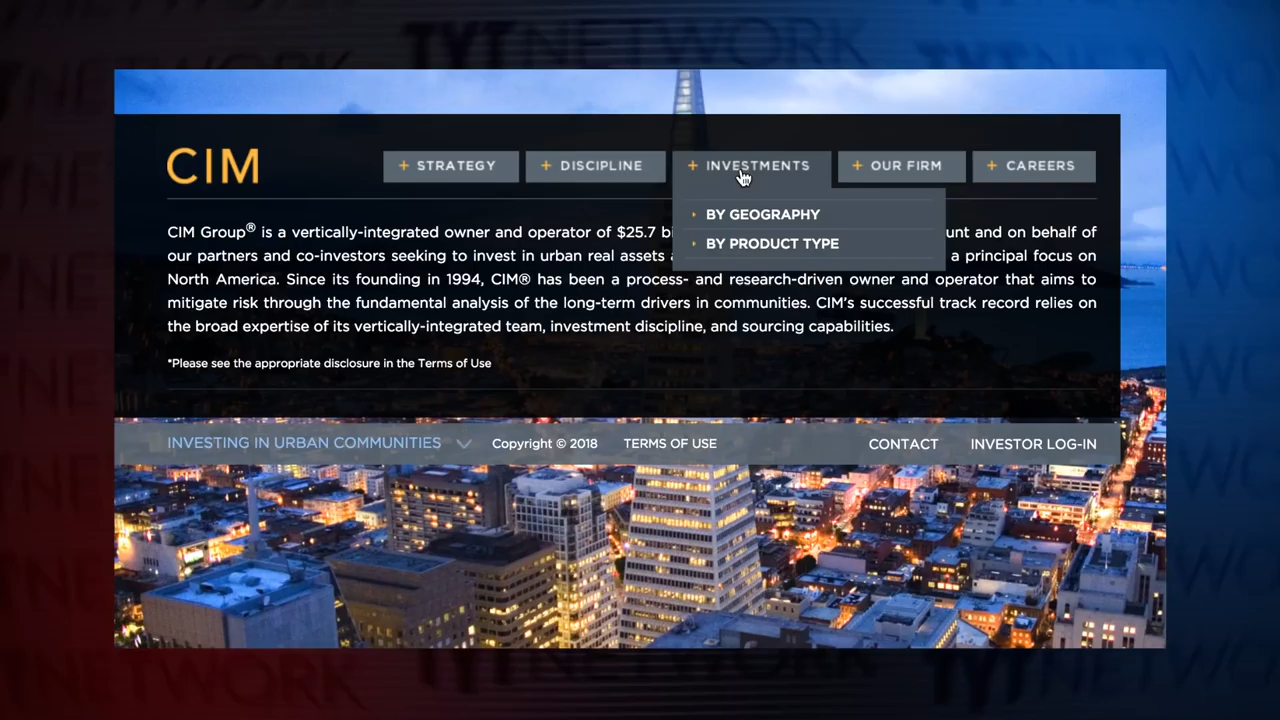 TYT NETWORK
CIM
+ STRATEGY
+ DISCIPLINE
+ INVESTMENTS
+ OUR FIRM
+ CAREERS
BY GEOGRAPHY
BY PRODUCT TYPE
CIM Group® is a vertically-integrated owner and operator of $25.7 bi unt and on behalf of
our partners and co-investors seeking to invest in urban real assets a principal focus on
North America. Since its founding in 1994, CIM® has been a process- and research-driven owner and operator that aims to
mitigate risk through the fundamental analysis of the long-term drivers in communities. CIM's successful track record relies on
the broad expertise of its vertically-integrated team, investment discipline, and sourcing capabilities.
*Please see the appropriate disclosure in the Terms of Use
INVESTING IN URBAN COMMUNITIES Copyright © 2018 TERMS OF USE CONTACT INVESTOR LOG-IN
TYT NETWORK